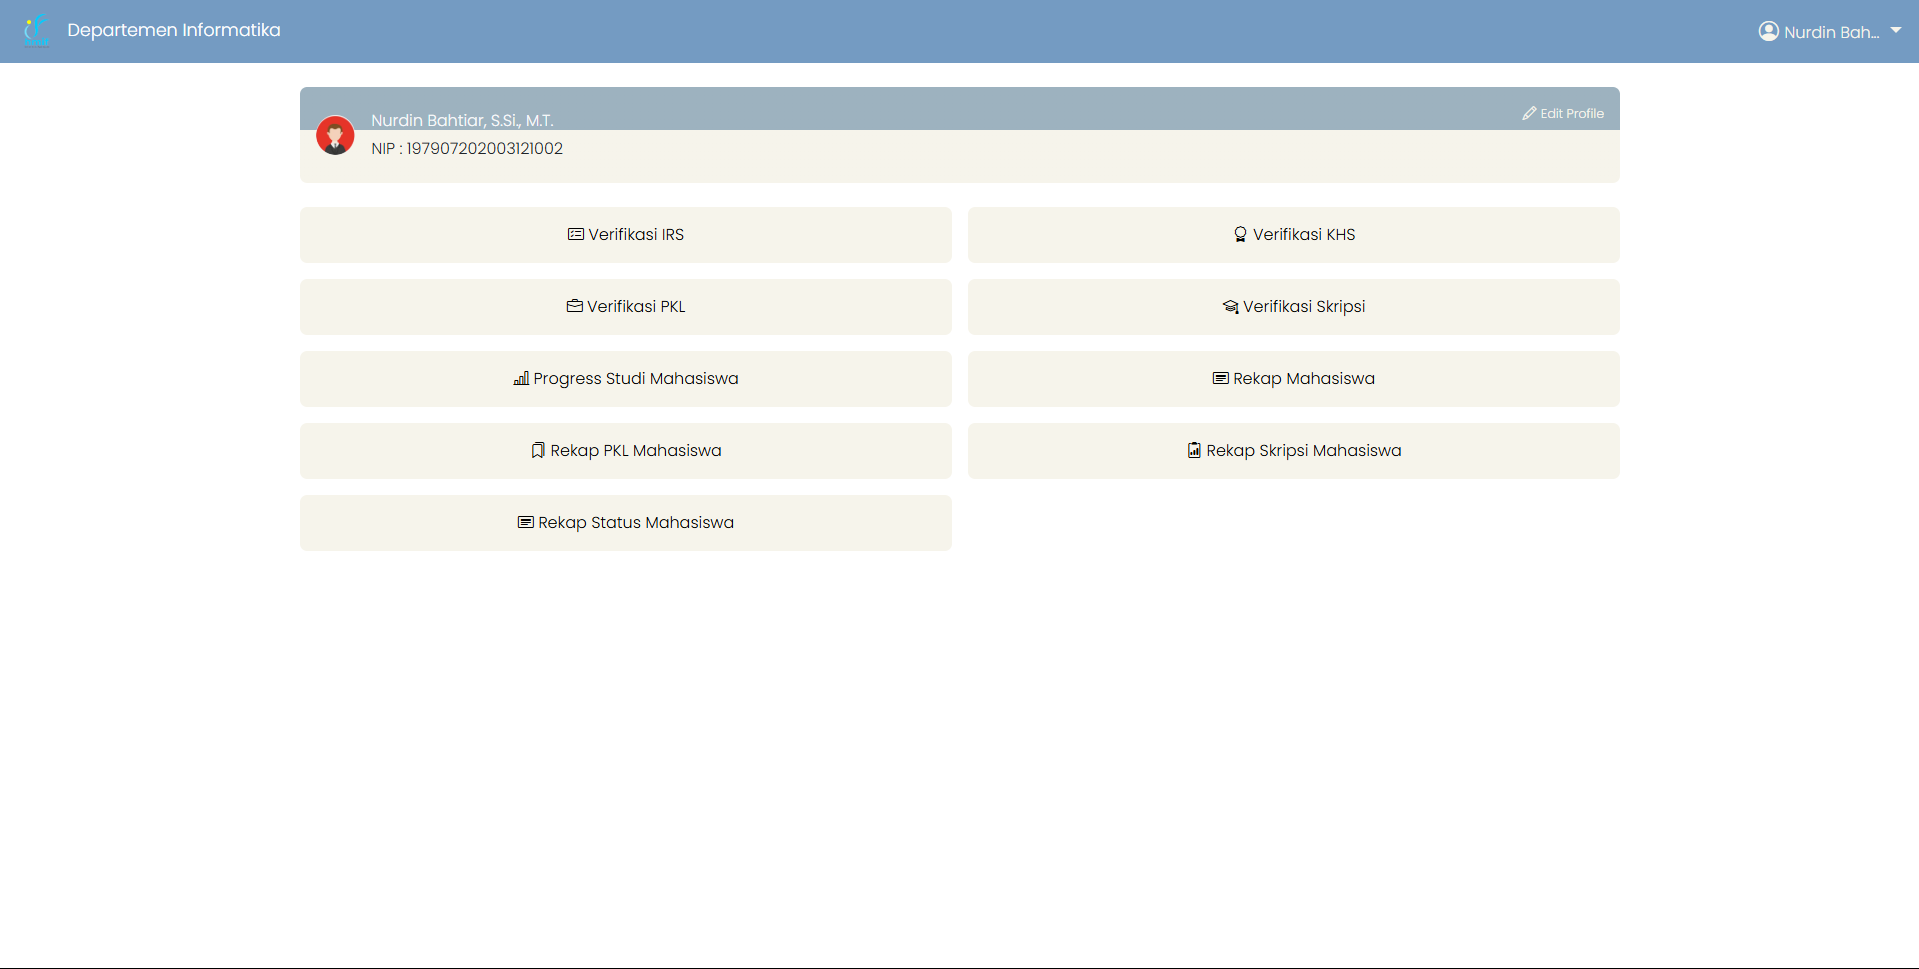 Departemen Informatika
Nurdin Bah...
Nurdin Bahtiar, S.Si., M.T.
Edit Profile
NIP : 197907202003121002
Verifikasi IRS
Verifikasi KHS
Verifikasi PKL
Verifikasi Skripsi
Progress Studi Mahasiswa
Rekap Mahasiswa
Rekap PKL Mahasiswa
Rekap Skripsi Mahasiswa
Rekap Status Mahasiswa